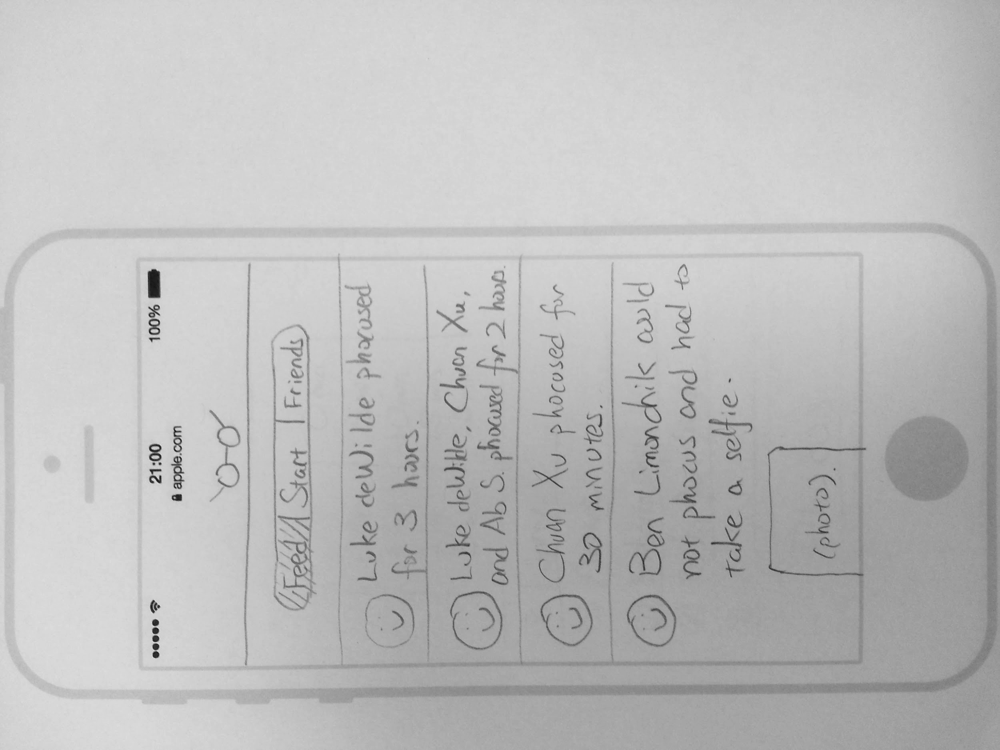 21:00 100%
apple.com
Feed Start Friends
Luke deWilde phocused
for 3 hours.
Luke deWilde, Chuan Xu,
and Ab S. phocused for 2 hours.
Chuan Xu phocused for
30 minutes.
Ben Limonchik could
not phocus and had to
take a selfie.
(photo).